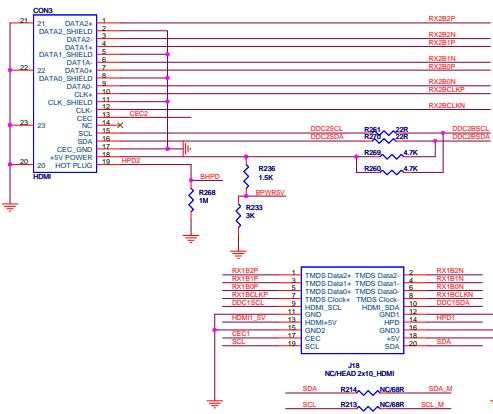 CON3
21 21 DATA2+ 1 RX2B2P
DATA2_SHIELD 2
DATA2- 3 RX2B2N
DATA1+ 4 RX2B1P
DATA1_SHIELD 5
DAT1A- 6 RX2B1N
22 22 DATA0+ 7 RX2B0P
DATA0_SHIELD 8
DATA0- 9 RX2B0N
CLK+ 10 RX2BCLKP
CLK_SHIELD 11
CLK- 12 RX2BCLKN
CEC 13 CEC2
23 23 NC 14
SCL 15 DDC2SCL R261 22R DDC2BSCL
SDA 16 DDC2SDA R270 22R DDC2BSDA
CEC_GND 17
+5V POWER 18 R269 4.7K
20 20 HOT PLUG 19 HPD2
HDMI
BHPD R236 1.5K R260 4.7K
R268 1M
BPWR5V
R233 3K
RX1B2P 1 TMDS Data2+ TMDS Data2- 2 RX1B2N
RX1B1P 3 TMDS Data1+ TMDS Data1- 4 RX1B1N
RX1B0P 5 TMDS Data0+ TMDS Data0- 6 RX1B0N
RX1BCLKP 7 TMDS Clock+ TMDS Clock- 8 RX1BCLKN
DDC1SCL 9 HDMI_SCL HDMI_SDA 10 DDC1SDA
11 GND GND1 12
HDMI1_5V 13 HDMI+5V HPD 14 HPD1
15 GND2 GND3 16
CEC1 17 CEC +5V 18
SCL 19 SCL SDA 20 SDA
J18
NC/HEAD 2x10_HDMI
SDA R214 NC/68R SDA_M
SCL R213 NC/68R SCL_M